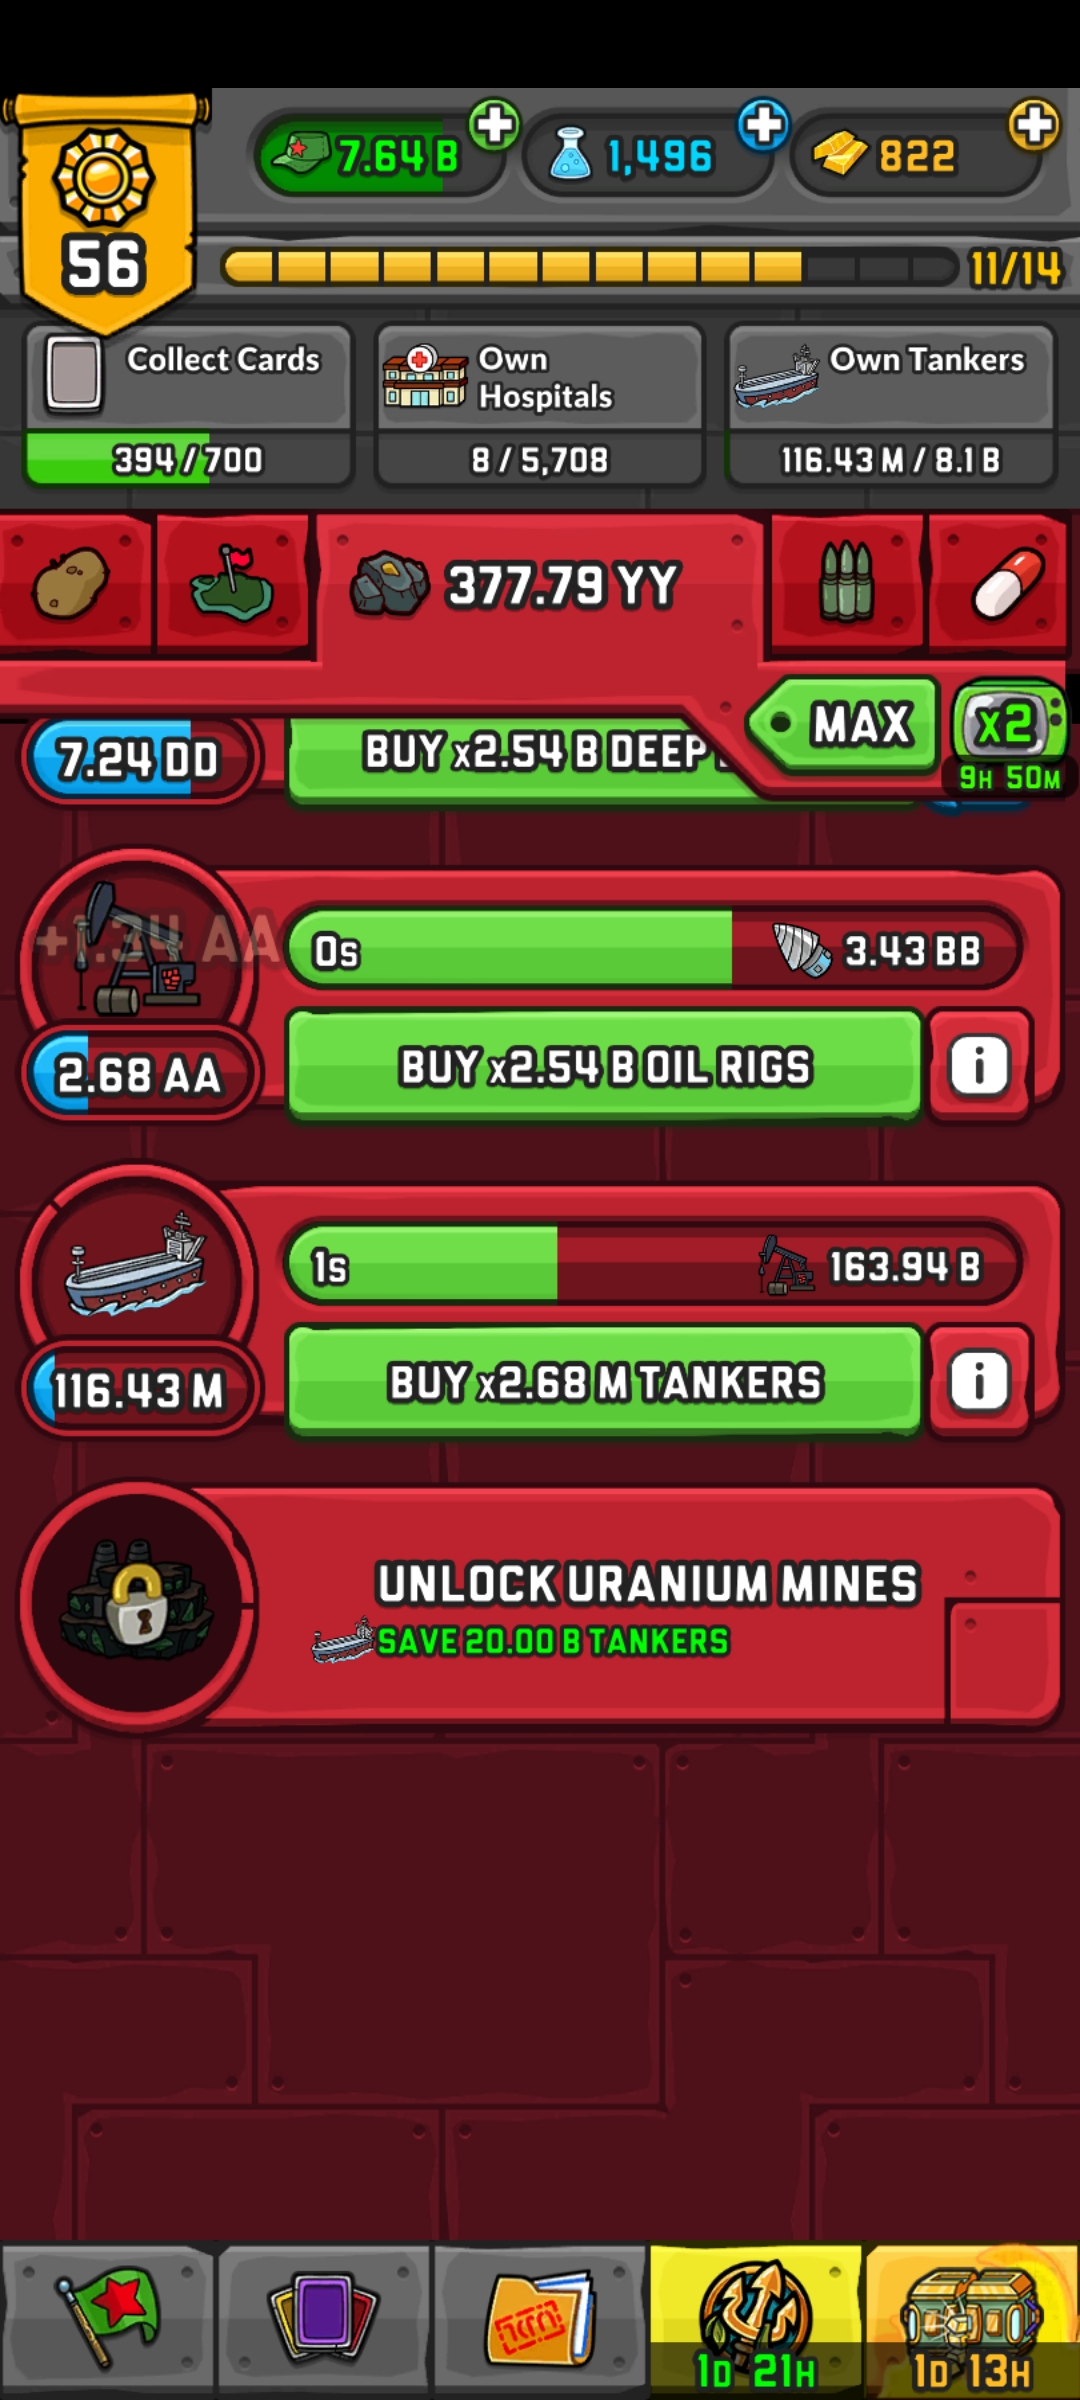 7.64 B
1,496
822
56
11/14
Collect Cards
394/700
Own
Hospitals
8/5,708
Own Tankers
116.43 M/8.1 B
377.79 YY
MAX
x2
9H 50M
7.24 DD
BUY x2.54 B DEEP
+1.34 AA
0s
3.43 BB
2.68 AA
BUY x2.54 B OIL RIGS
i
1s
163.94 B
116.43 M
BUY x2.68 M TANKERS
i
UNLOCK URANIUM MINES
SAVE 20.00 B TANKERS
1D 21H
1D 13H